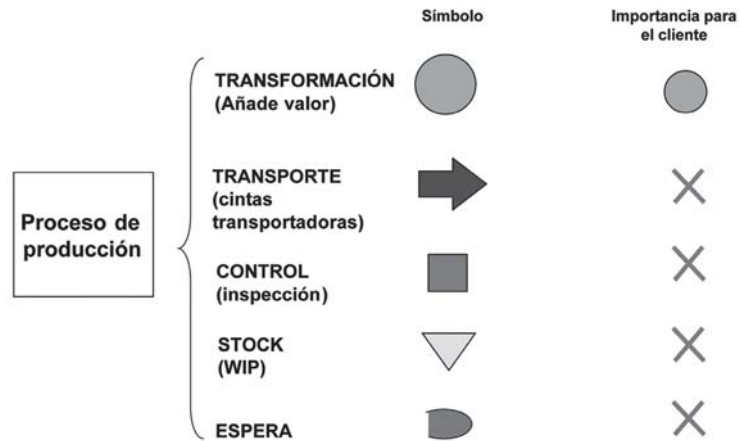 Símbolo
Importancia para
el cliente
TRANSFORMACIÓN
(Añade valor)
TRANSPORTE
(cintas
transportadoras)
Proceso de
producción
CONTROL
(inspección)
STOCK
(WIP)
ESPERA